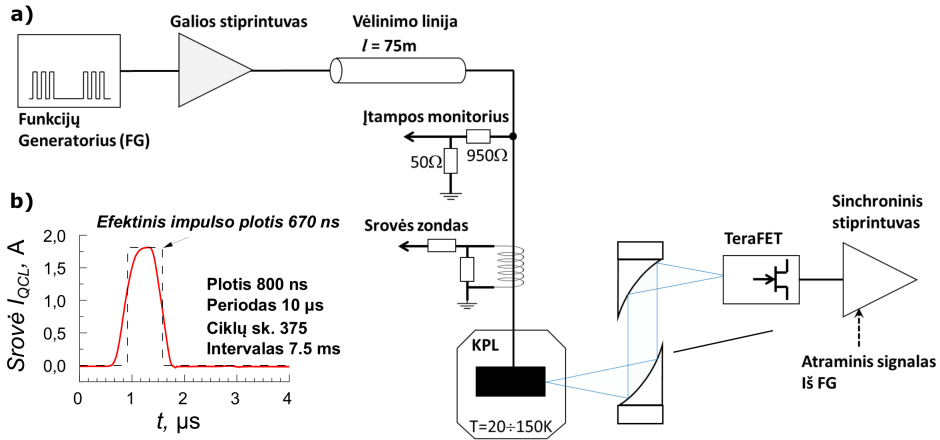 a)
Galios stiprintuvas
Vėlinimo linija
l = 75m
Funkcijų
Generatorius (FG)
Įtampos monitorius
50Ω
950Ω
b)
Efektinis impulso plotis 670 ns
Srovė I_QCL, A
2,0
1,5
1,0
0,5
0,0
Plotis 800 ns
Periodas 10 µs
Ciklų sk. 375
Intervalas 7.5 ms
0
1
2
3
4
t, µs
Srovės zondas
KPL
T=20÷150K
TeraFET
Sinchroninis
stiprintuvas
Atraminis signalas
Iš FG